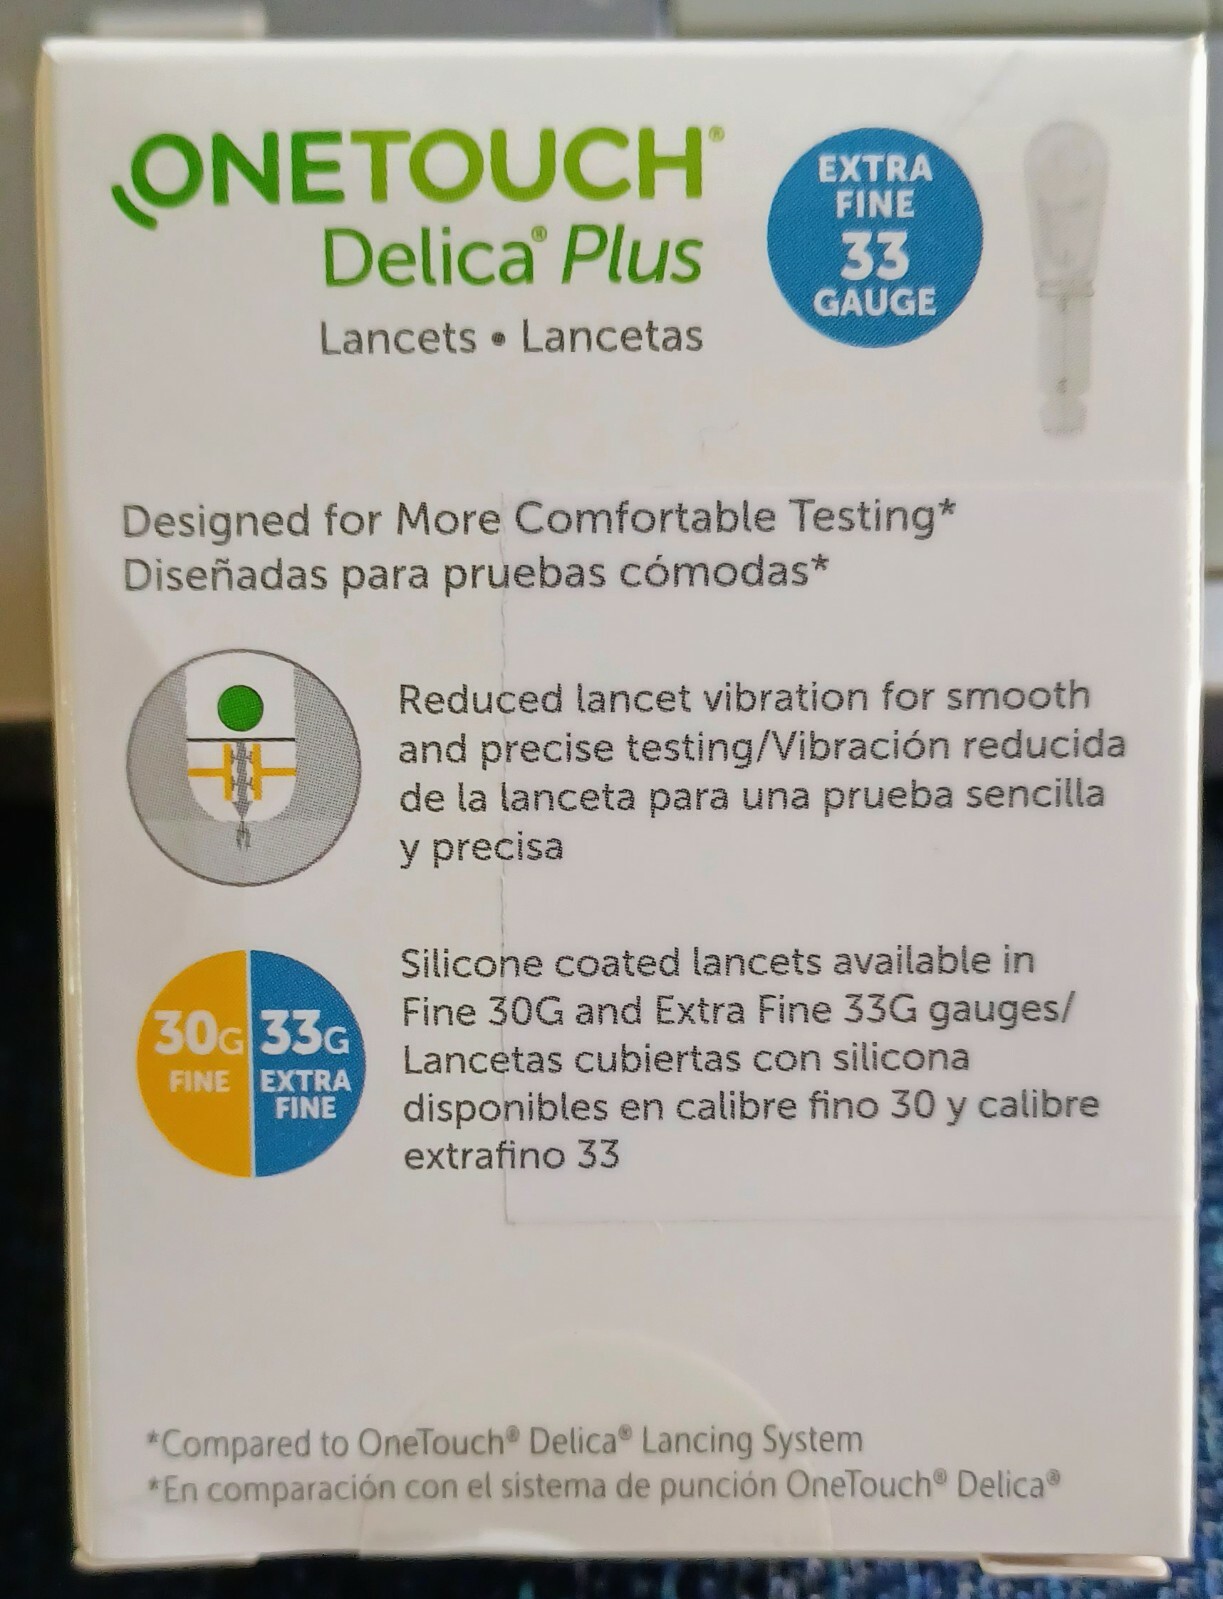 ONETOUCH®
Delica® Plus
Lancets • Lancetas
EXTRA
FINE
33
GAUGE
Designed for More Comfortable Testing*
Diseñadas para pruebas cómodas*
Reduced lancet vibration for smooth
and precise testing/Vibración reducida
de la lanceta para una prueba sencilla
y precisa
30G
FINE
33G
EXTRA
FINE
Silicone coated lancets available in
Fine 30G and Extra Fine 33G gauges/
Lancetas cubiertas con silicona
disponibles en calibre fino 30 y calibre
extrafino 33
*Compared to OneTouch® Delica® Lancing System
*En comparación con el sistema de punción OneTouch® Delica®